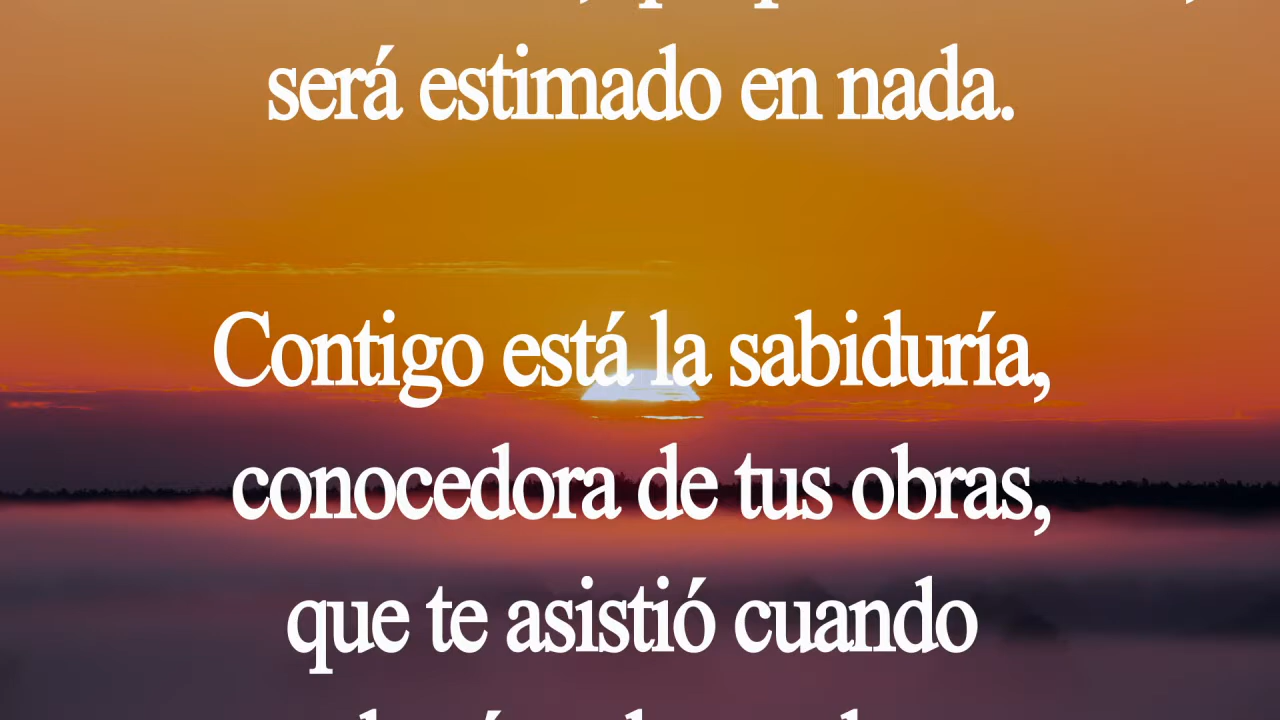 será estimado en nada.
Contigo está la sabiduría,
conocedora de tus obras,
que te asistió cuando